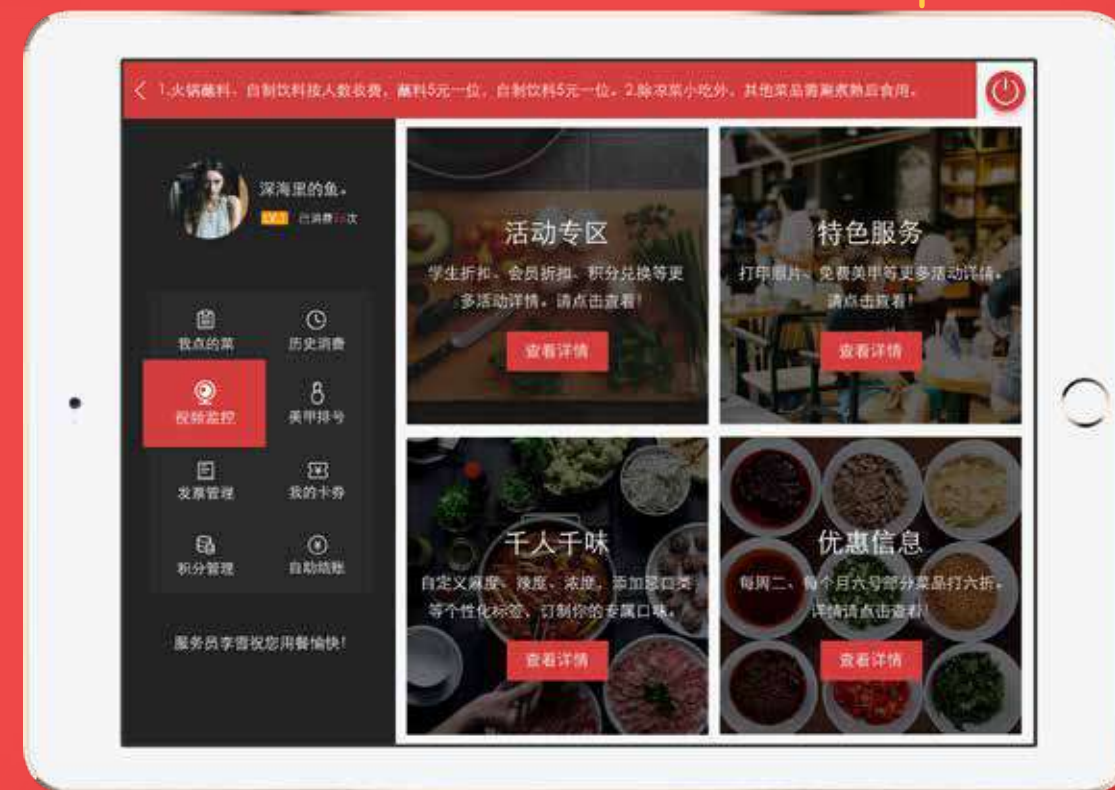 1.火锅蘸料、自制饮料按人数收费，蘸料5元一位，自制饮料5元一位。2.除凉菜小吃外，其他菜品需涮煮熟后食用。
深海里的鱼。
LV.1 已消费16次
我点的菜
历史消费
视频监控
美甲排号
发票管理
我的卡券
积分管理
自助结账
服务员李雪祝您用餐愉快！
活动专区
学生折扣、会员折扣、积分兑换等更
多活动详情。请点击查看！
查看详情
特色服务
打印照片、免费美甲等更多活动详情。
请点击查看！
查看详情
千人千味
自定义麻度、辣度、浓度，添加忌口类
等个性化标签，订制你的专属口味。
查看详情
优惠信息
每周二、每个月六号部分菜品打六折。
详情请点击查看！
查看详情